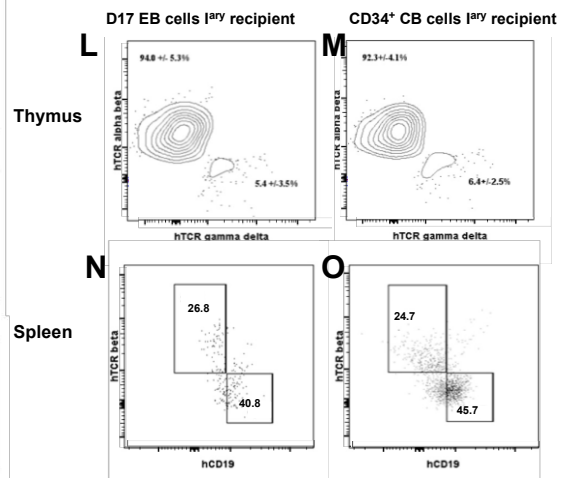 D17 EB cells Iary recipient
CD34+ CB cells Iary recipient
L
M
Thymus
94.0 +/- 5.3%
92.3+/-4.1%
hTCR alpha beta
hTCR alpha beta
5.4 +/-3.5%
6.4+/-2.5%
hTCR gamma delta
hTCR gamma delta
N
O
Spleen
26.8
24.7
hTCR beta
hTCR beta
40.8
45.7
hCD19
hCD19